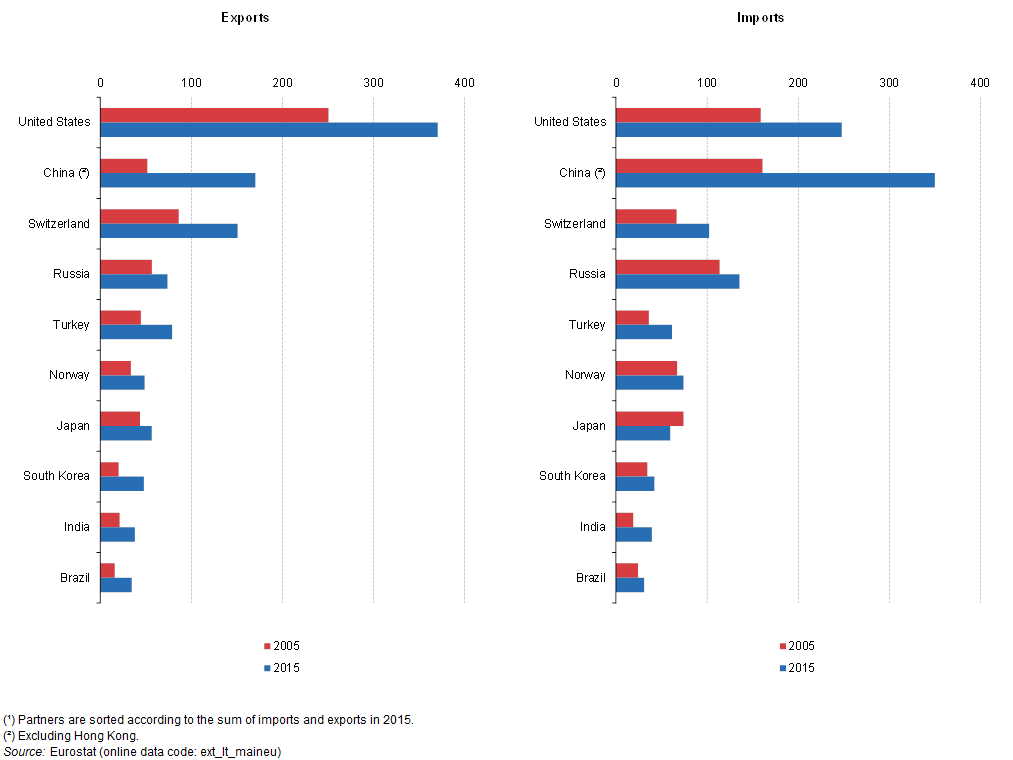 Exports
Imports
0 100 200 300 400
0 100 200 300 400
United States
China (²)
Switzerland
Russia
Turkey
Norway
Japan
South Korea
India
Brazil
United States
China (²)
Switzerland
Russia
Turkey
Norway
Japan
South Korea
India
Brazil
2005
2015
2005
2015
(¹) Partners are sorted according to the sum of imports and exports in 2015.
(²) Excluding Hong Kong.
Source: Eurostat (online data code: ext_lt_maineu)